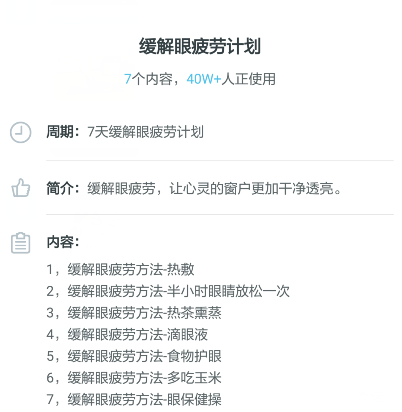 缓解眼疲劳计划
7个内容，40W+人正使用
周期：7天缓解眼疲劳计划
简介：缓解眼疲劳，让心灵的窗户更加干净透亮。
内容：
1，缓解眼疲劳方法-热敷
2，缓解眼疲劳方法-半小时眼睛放松一次
3，缓解眼疲劳方法-热茶熏蒸
4，缓解眼疲劳方法-滴眼液
5，缓解眼疲劳方法-食物护眼
6，缓解眼疲劳方法-多吃玉米
7，缓解眼疲劳方法-眼保健操